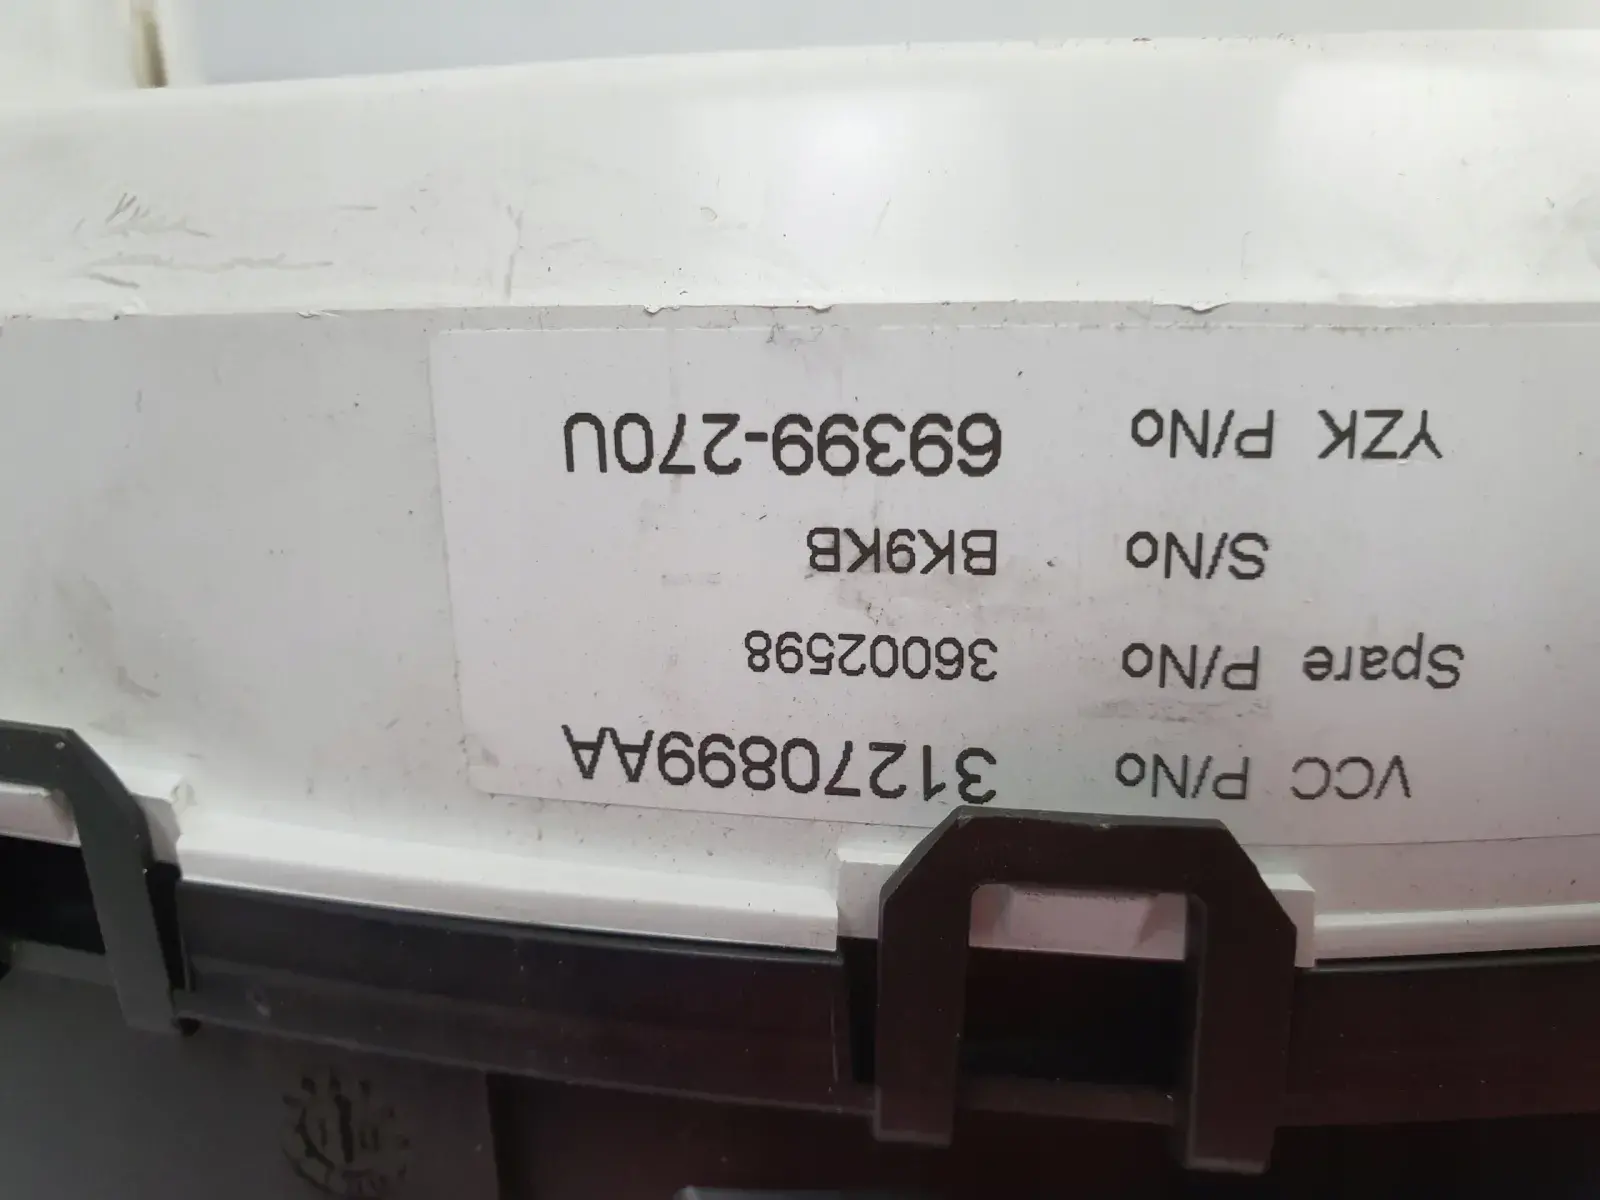 VCC P/No 31270899AA
Spare P/No 36002598
S/No BK9KB
YZK P/No 69399-270U